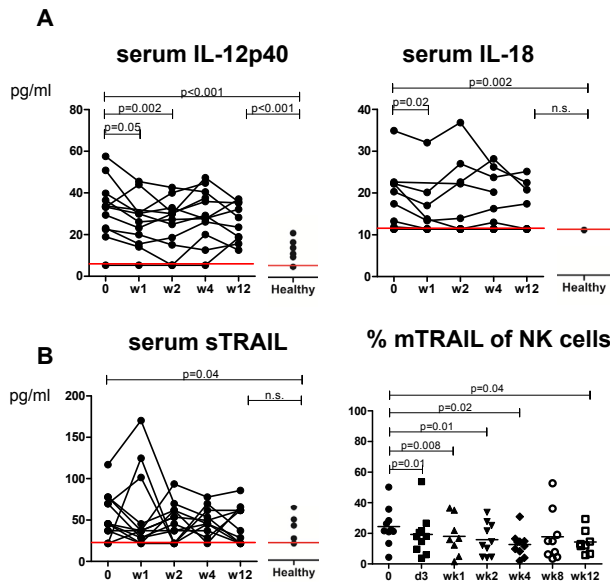 A
serum IL-12p40
serum IL-18
pg/ml
p<0.001
p=0.002
p<0.001
p=0.05
80
60
40
20
0
0 w1 w2 w4 w12
Healthy
p=0.002
p=0.02
n.s.
40
30
20
10
0
0 w1 w2 w4 w12
Healthy
B
serum sTRAIL
% mTRAIL of NK cells
pg/ml
p=0.04
n.s.
200
150
100
50
0
0 w1 w2 w4 w12
Healthy
p=0.04
p=0.02
p=0.01
p=0.008
p=0.01
100
80
60
40
20
0
0 d3 wk1 wk2 wk4 wk8 wk12